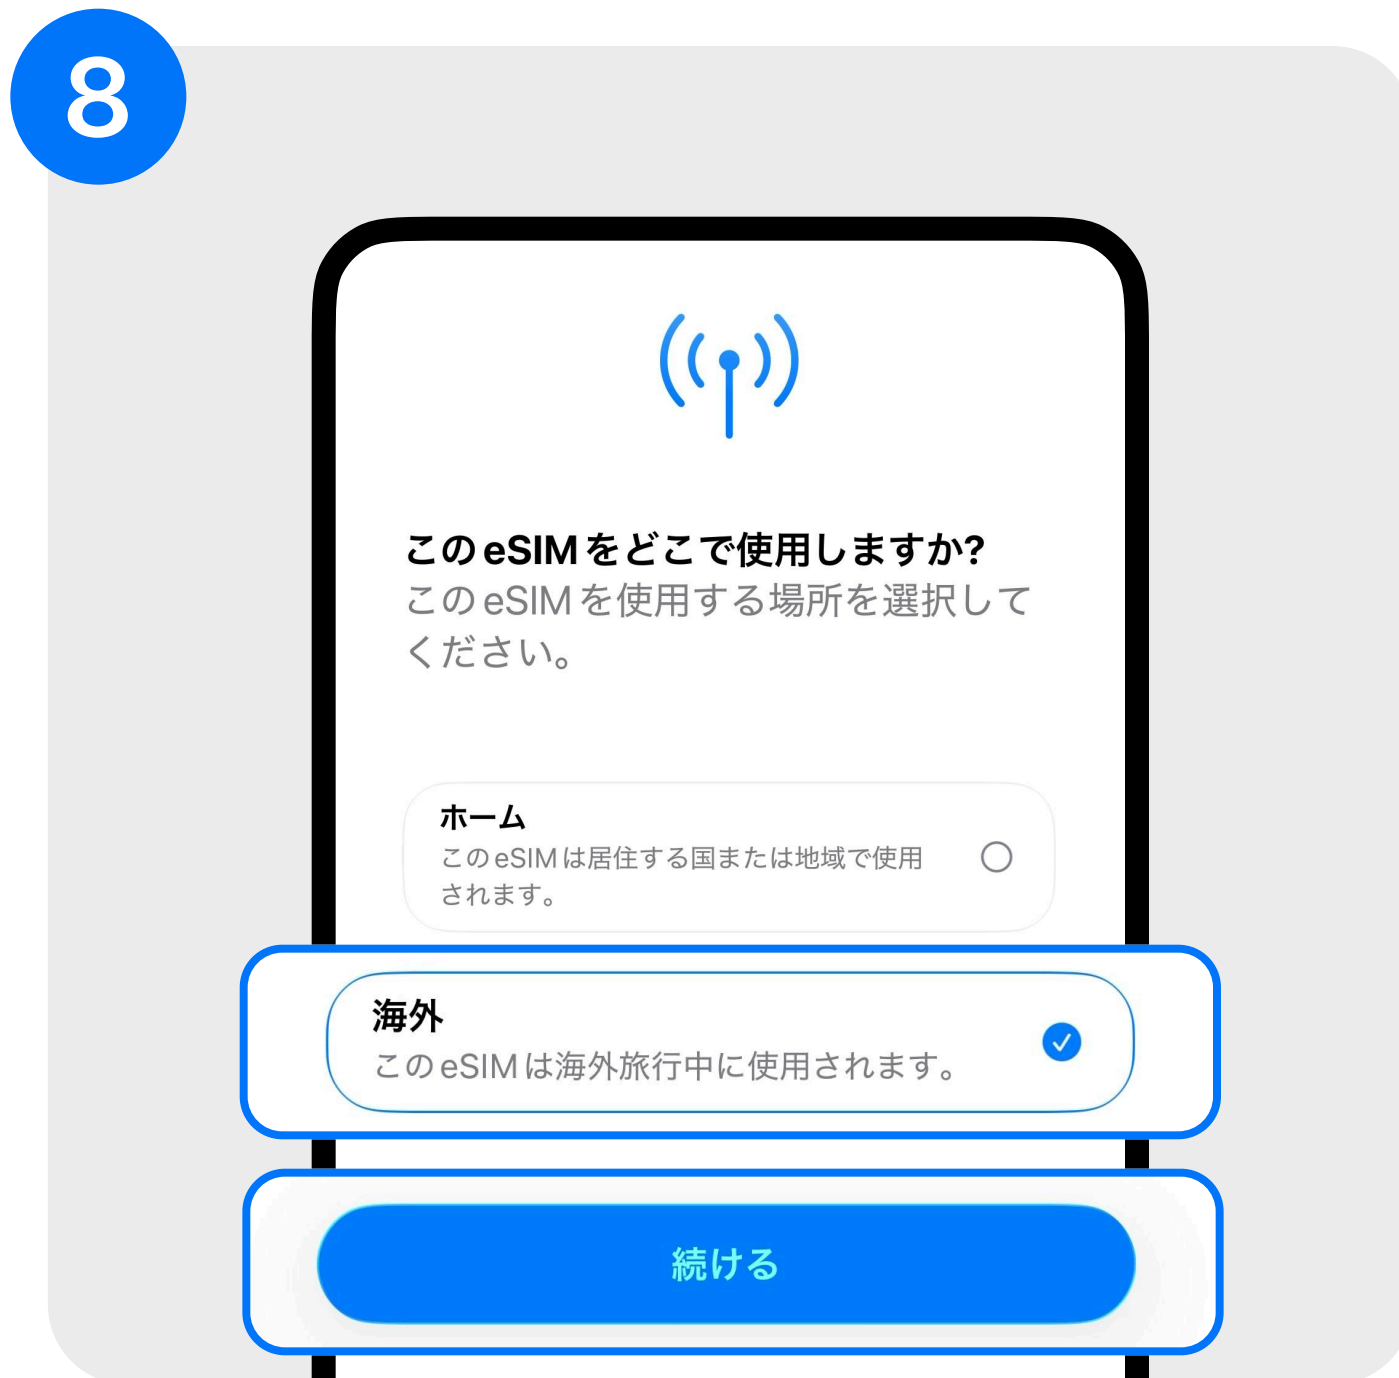 8
このeSIMをどこで使用しますか?
このeSIMを使用する場所を選択して
ください。
ホーム
このeSIMは居住する国または地域で使用
されます。
海外
このeSIMは海外旅行中に使用されます。
続ける